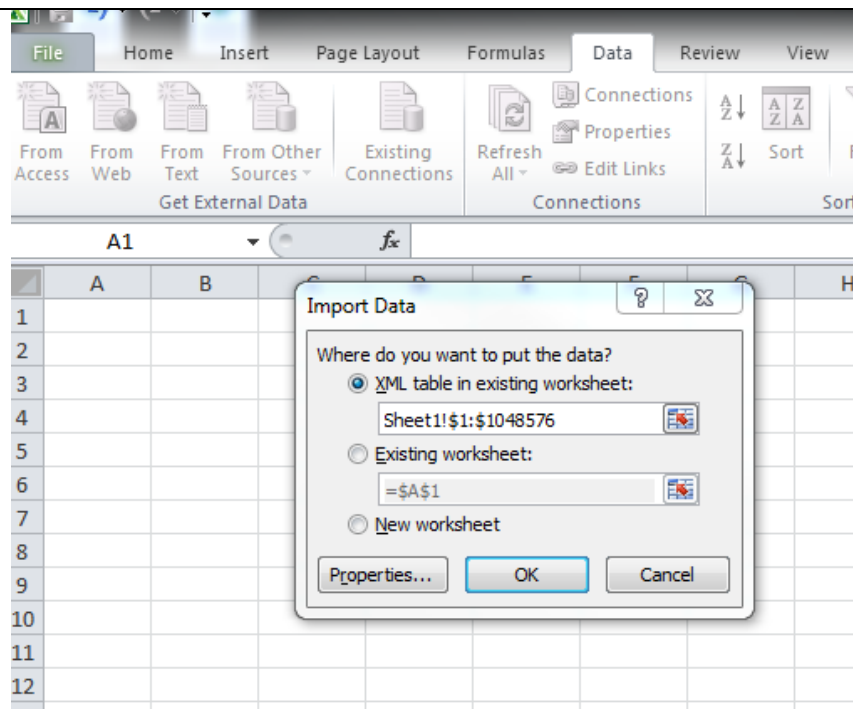 File Home Insert Page Layout Formulas Data Review View
From Access
From Web
From Text
From Other Sources
Existing Connections
Refresh All
Connections
Properties
Edit Links
Sort
Get External Data
Connections
A1
fx
A B
1
2
3
4
5
6
7
8
9
10
11
12
Import Data
Where do you want to put the data?
XML table in existing worksheet:
Sheet1!$1:$1048576
Existing worksheet:
=$A$1
New worksheet
Properties...
OK
Cancel